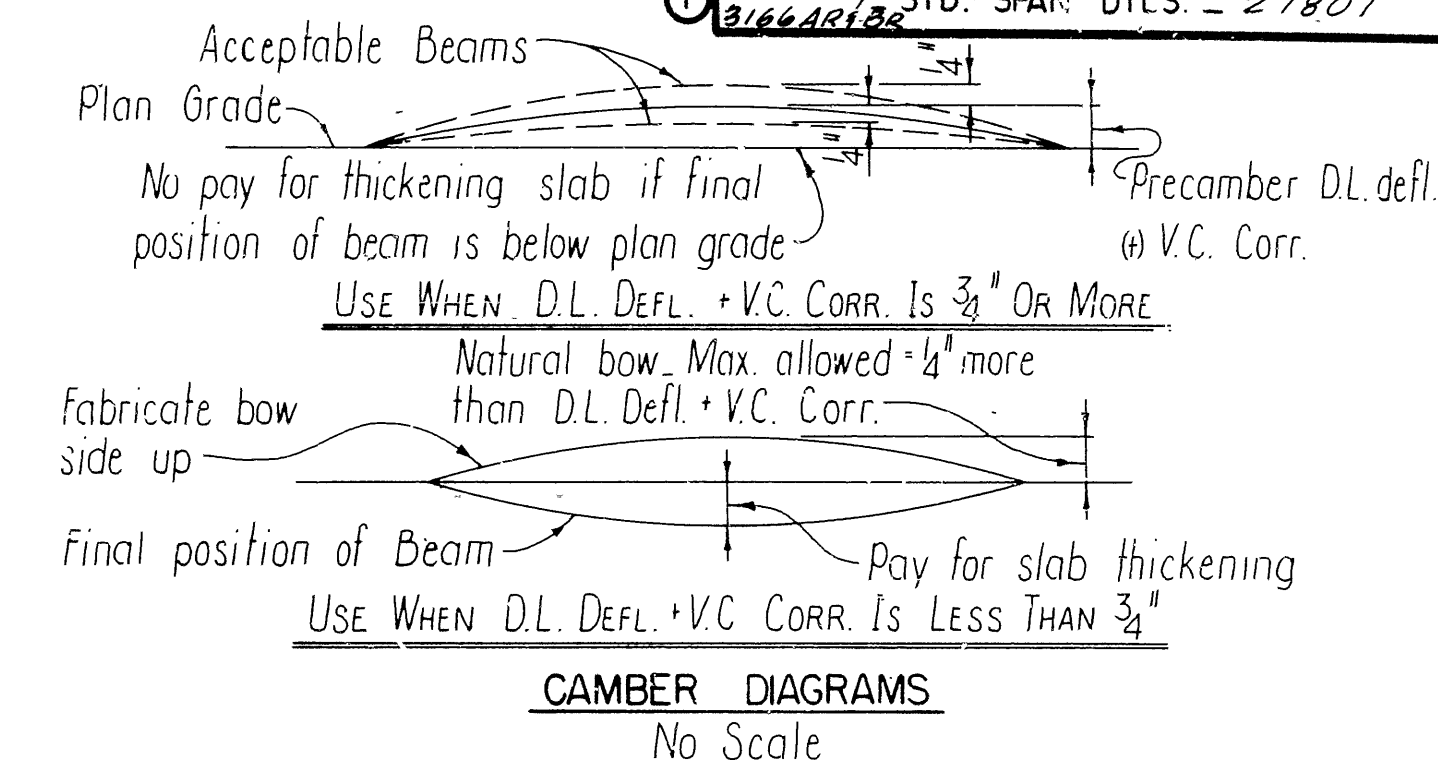 3166 AR & BR STD. SPAN DTLS. - 27807
Acceptable Beams
Plan Grade
1/4"
1/4"
No pay for thickening slab if final
position of beam is below plan grade
Precamber D.L. defl.
(+) V.C. Corr.
USE WHEN D.L. DEFL. + V.C. CORR. IS 3/4" OR MORE
Natural bow - Max. allowed = 1/4" more
than D.L. Defl. + V.C. Corr.
Fabricate bow
side up
Final position of Beam
Pay for slab thickening
USE WHEN D.L. DEFL. + V.C CORR. IS LESS THAN 3/4"
CAMBER DIAGRAMS
No Scale